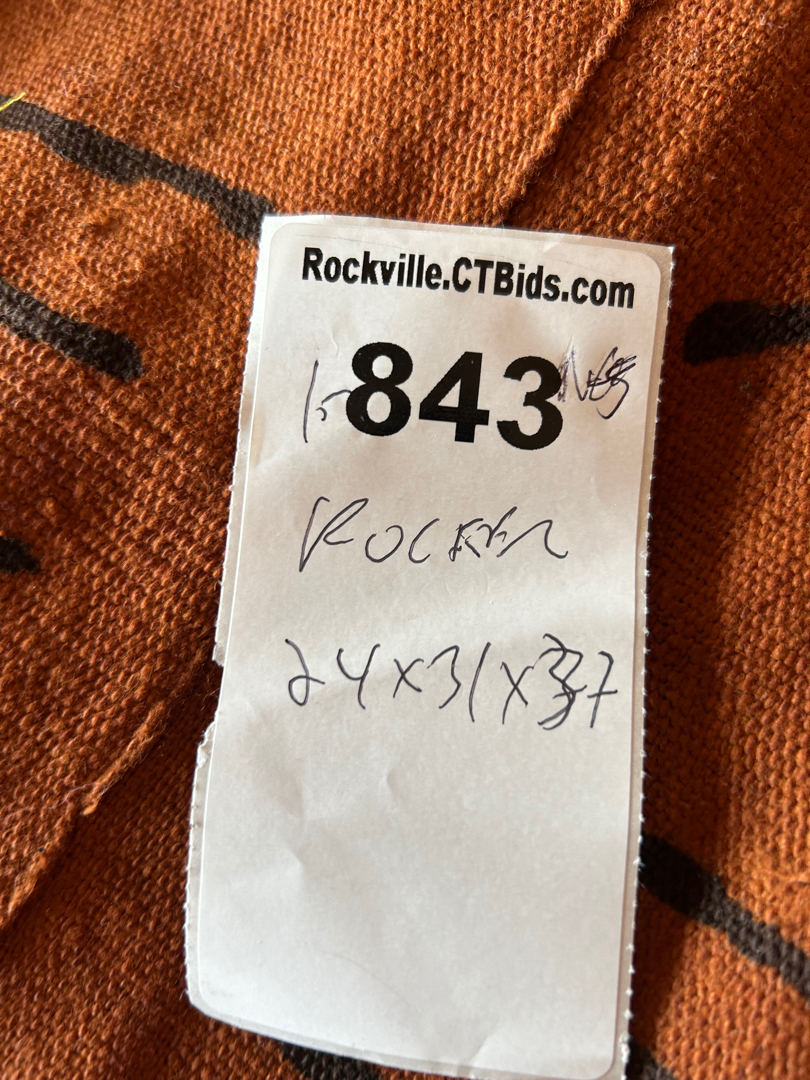 Rockville.CTBids.com
843
ROCKER
24x31x37